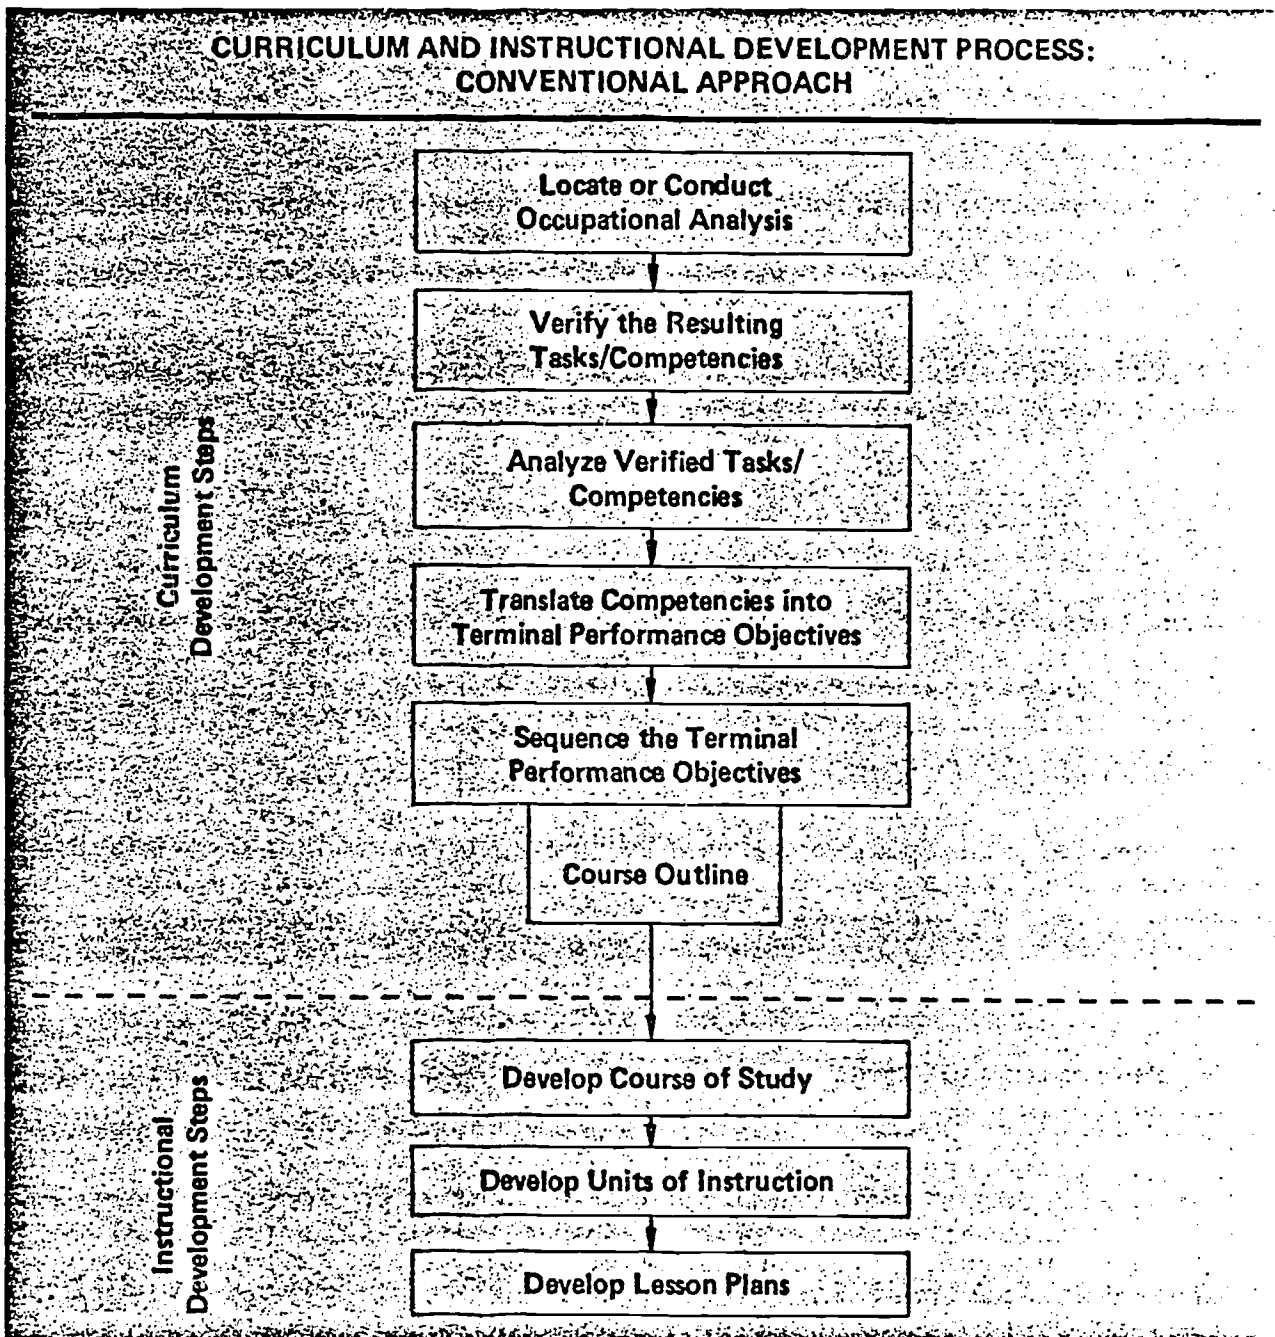 CURRICULUM AND INSTRUCTIONAL DEVELOPMENT PROCESS:
CONVENTIONAL APPROACH
Locate or Conduct
Occupational Analysis
Verify the Resulting
Tasks/Competencies
Analyze Verified Tasks/
Competencies
Translate Competencies into
Terminal Performance Objectives
Sequence the Terminal
Performance Objectives
Course Outline
Curriculum
Development Steps
Develop Course of Study
Develop Units of Instruction
Develop Lesson Plans
Instructional
Development Steps